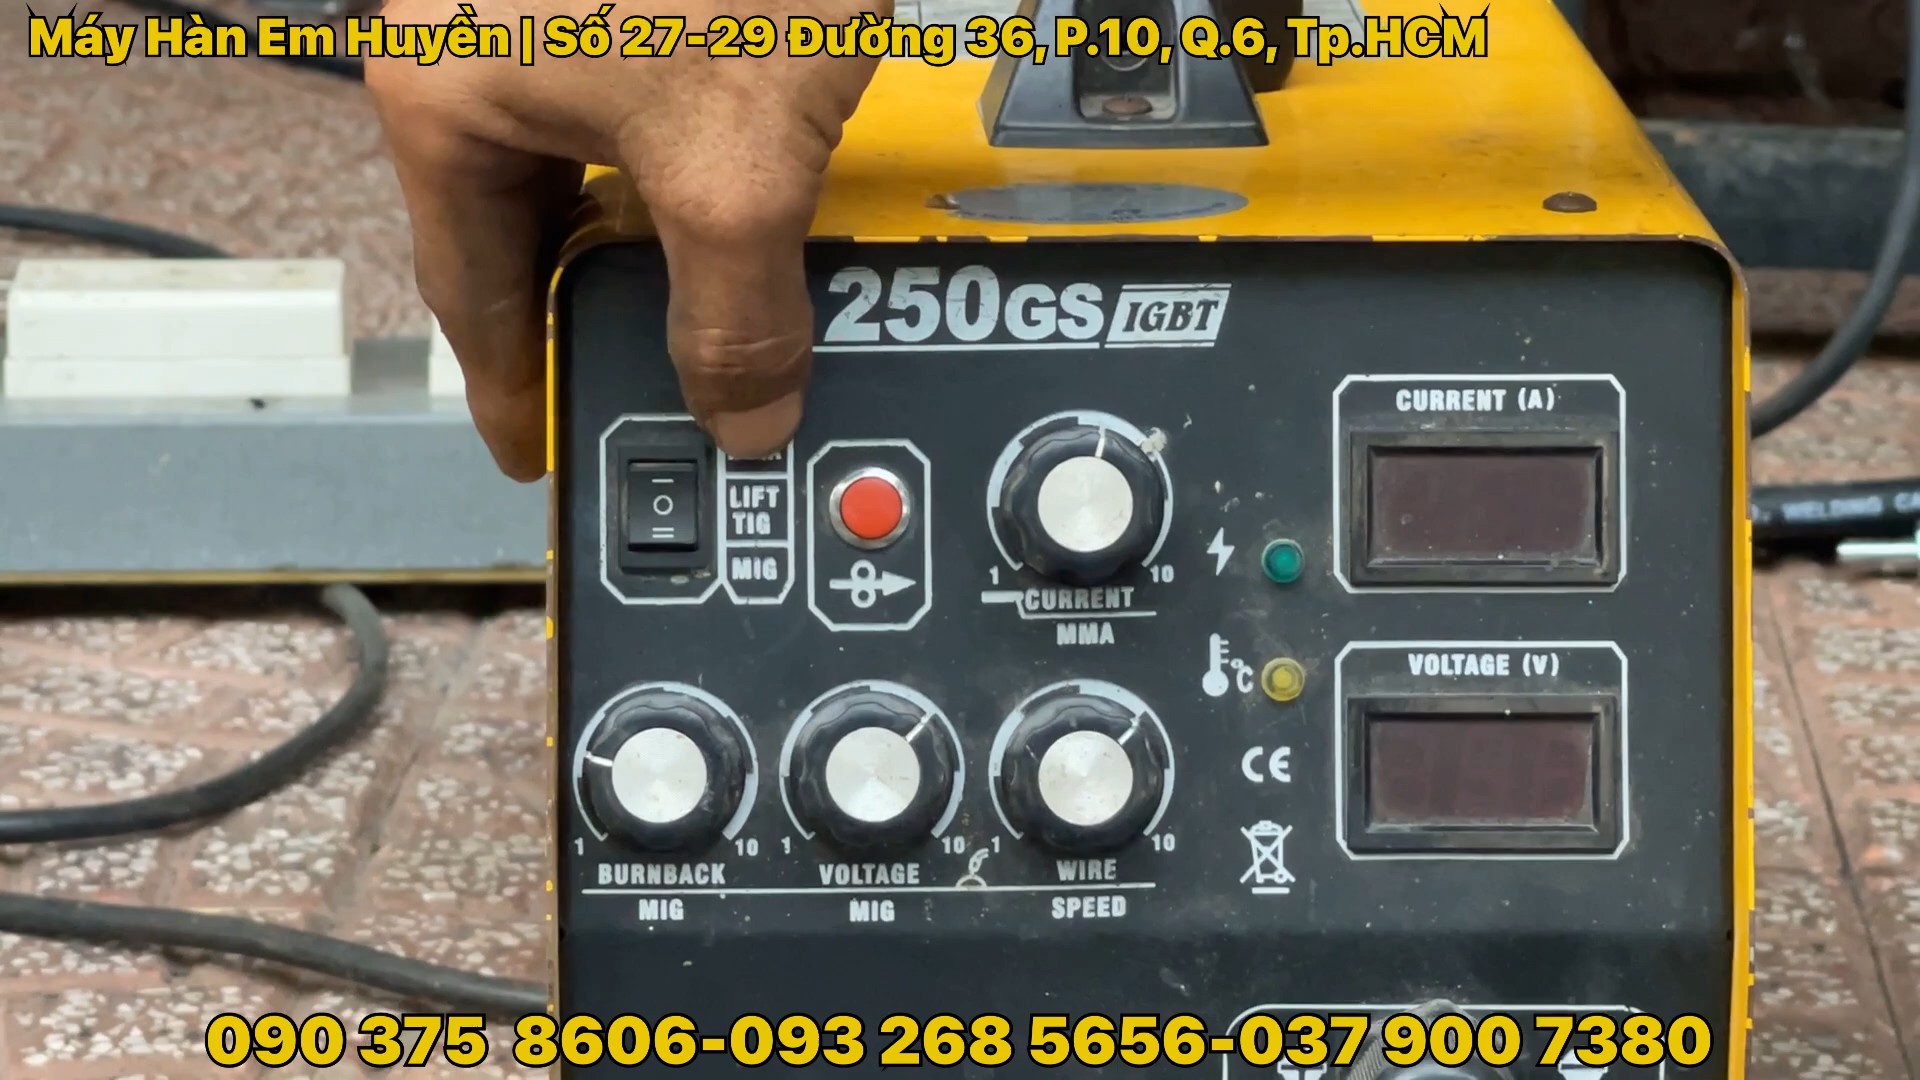 Máy Hàn Em Huyền | Số 27-29 Đường 36, P.10, Q.6, Tp.HCM
250GS IGBT
CURRENT (A)
LIFT
TIG
MIG
1 10
CURRENT
MMA
VOLTAGE (V)
°C
CE
1 10
BURNBACK
MIG
1 10
VOLTAGE
MIG
1 10
WIRE
SPEED
090 375 8606-093 268 5656-037 900 7380